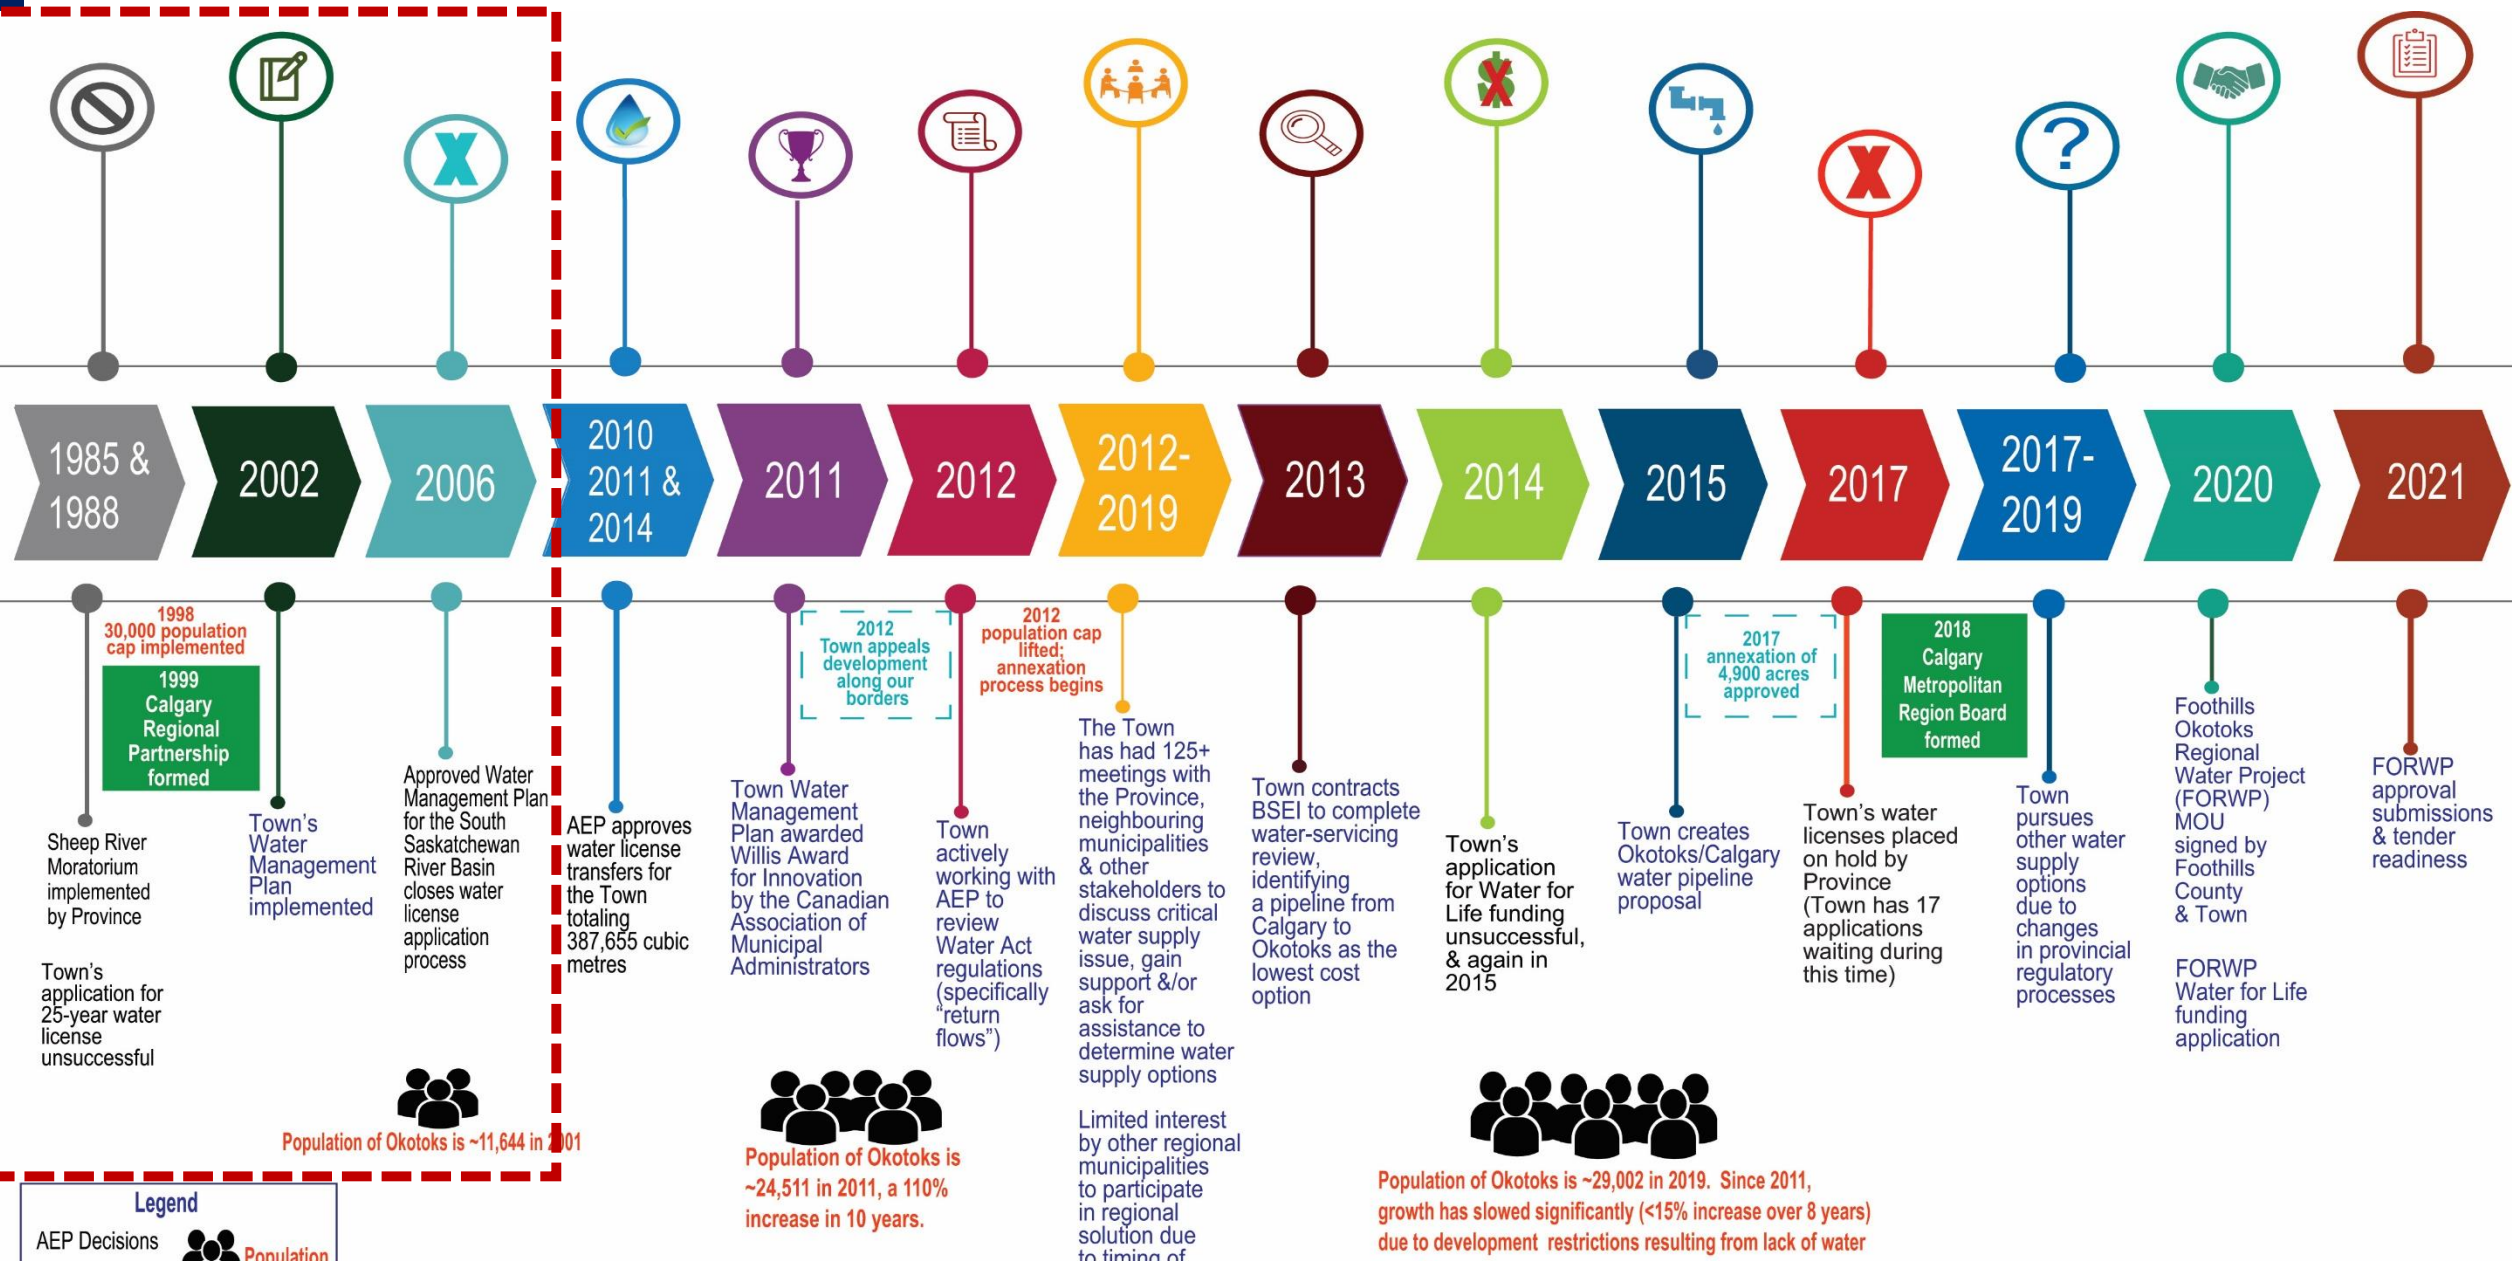 1985 &
1988
2002
2006
2010
2011 &
2014
2011
2012
2012-
2019
2013
2014
2015
2017
2017-
2019
2020
2021
1998
30,000 population
cap implemented
1999
Calgary
Regional
Partnership
formed
Sheep River
Moratorium
implemented
by Province
Town's
application for
25-year water
license
unsuccessful
Town's
Water
Management
Plan
implemented
Approved Water
Management Plan
for the South
Saskatchewan
River Basin
closes water
license
application
process
Population of Okotoks is ~11,644 in 2001
AEP approves
water license
transfers for
the Town
totaling
387,655 cubic
metres
Town Water
Management
Plan awarded
Willis Award
for Innovation
by the Canadian
Association of
Municipal
Administrators
2012
Town appeals
development
along our
borders
Population of Okotoks is
~24,511 in 2011, a 110%
increase in 10 years.
Town
actively
working with
AEP to
review
Water Act
regulations
(specifically
“return
flows”)
2012
population cap
lifted;
annexation
process begins
The Town
has had 125+
meetings with
the Province,
neighbouring
municipalities
& other
stakeholders to
discuss critical
water supply
issue, gain
support &/or
ask for
assistance to
determine water
supply options
Limited interest
by other regional
municipalities
to participate
in regional
solution due
to timing of
Town contracts
BSEI to complete
water-servicing
review,
identifying
a pipeline from
Calgary to
Okotoks as the
lowest cost
option
Town's
application
for Water for
Life funding
unsuccessful,
& again in
2015
Town creates
Okotoks/Calgary
water pipeline
proposal
2017
annexation of
4,900 acres
approved
Town's water
licenses placed
on hold by
Province
(Town has 17
applications
waiting during
this time)
2018
Calgary
Metropolitan
Region Board
formed
Town
pursues
other water
supply
options
due to
changes
in provincial
regulatory
processes
Foothills
Okotoks
Regional
Water Project
(FORWP)
MOU
signed by
Foothills
County
& Town
FORWP
Water for Life
funding
application
FORWP
approval
submissions
& tender
readiness
Population of Okotoks is ~29,002 in 2019. Since 2011,
growth has slowed significantly (<15% increase over 8 years)
due to development restrictions resulting from lack of water
Legend
AEP Decisions
Population